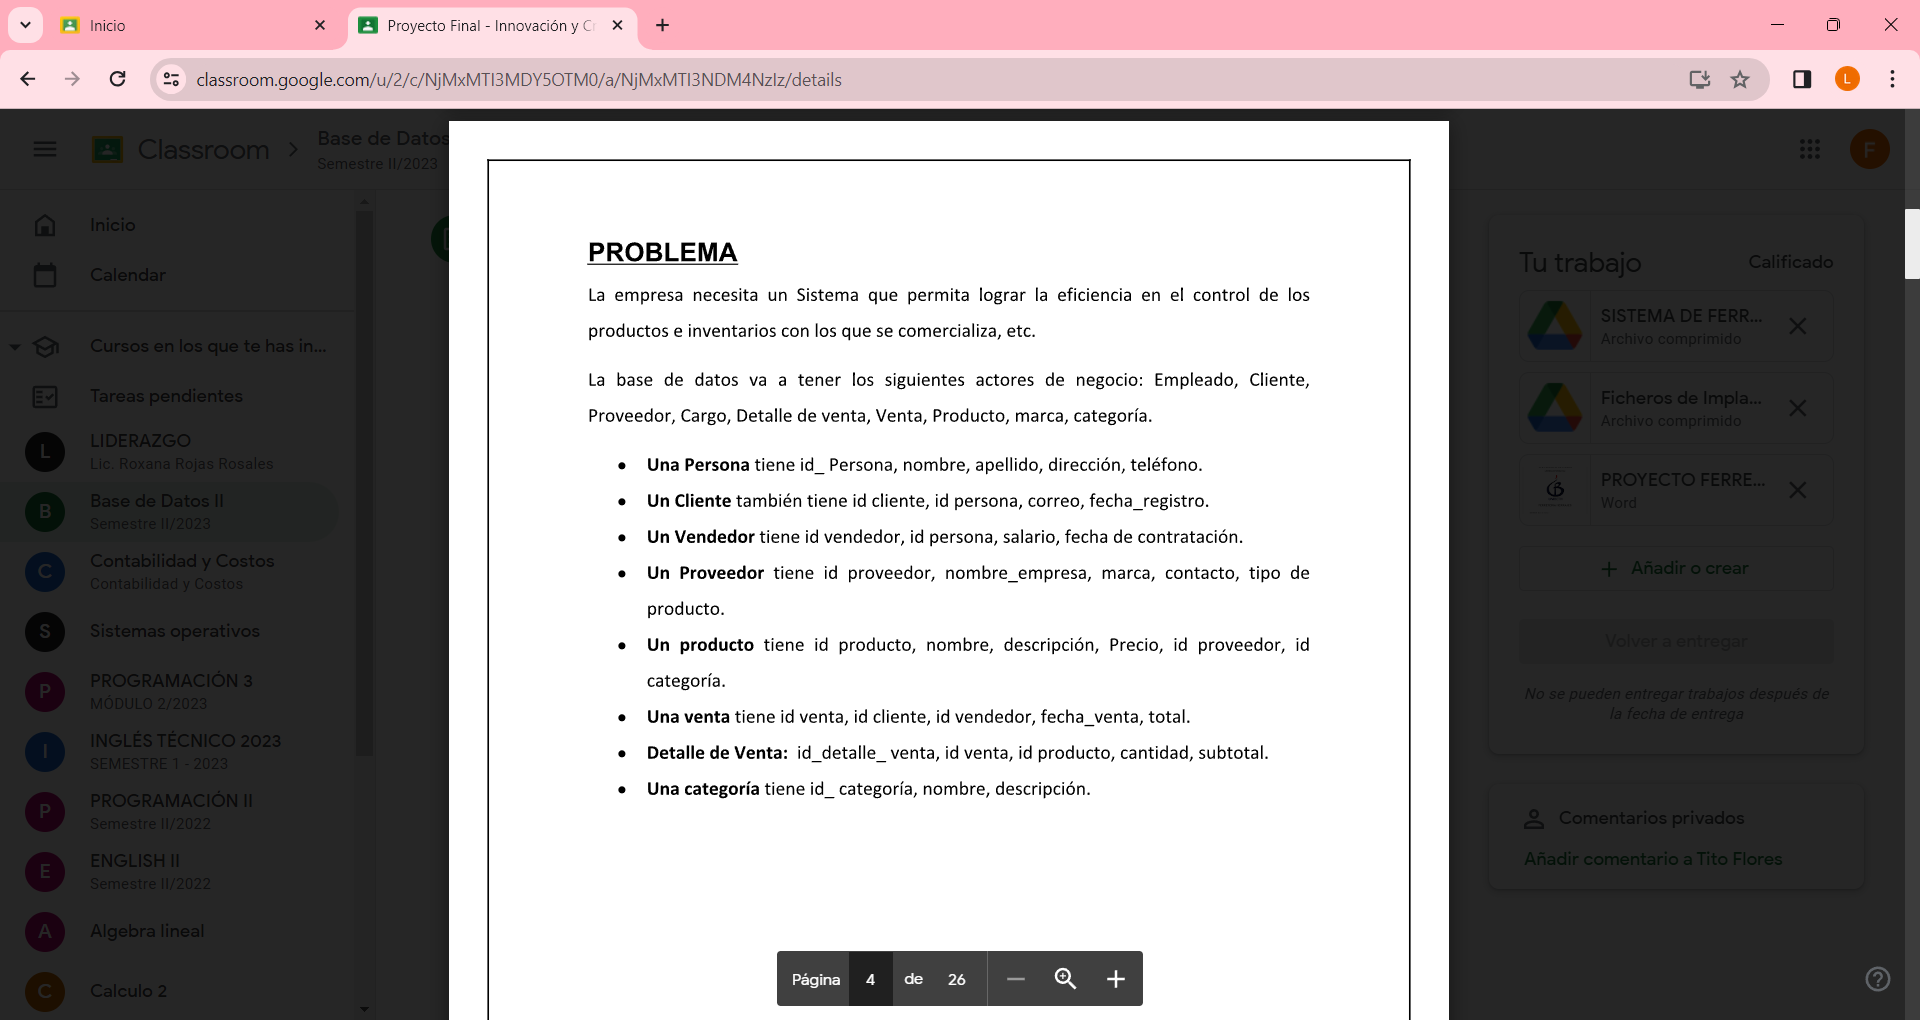 Inicio
Proyecto Final - Innovación y Cr
classroom.google.com/u/2/c/NjMxMTI3MDY5OTM0/a/NjMxMTI3NDM4NzIz/details
L
Classroom
Base de Datos
Semestre II/2023
F
Inicio
Calendar
Cursos en los que te has in...
Tareas pendientes
L
LIDERAZGO
Lic. Roxana Rojas Rosales
B
Base de Datos II
Semestre II/2023
C
Contabilidad y Costos
Contabilidad y Costos
S
Sistemas operativos
P
PROGRAMACIÓN 3
MÓDULO 2/2023
I
INGLÉS TÉCNICO 2023
SEMESTRE 1 - 2023
P
PROGRAMACIÓN II
Semestre II/2022
E
ENGLISH II
Semestre II/2022
A
Algebra lineal
C
Calculo 2
PROBLEMA
La empresa necesita un Sistema que permita lograr la eficiencia en el control de los
productos e inventarios con los que se comercializa, etc.
La base de datos va a tener los siguientes actores de negocio: Empleado, Cliente,
Proveedor, Cargo, Detalle de venta, Venta, Producto, marca, categoría.
• Una Persona tiene id_ Persona, nombre, apellido, dirección, teléfono.
• Un Cliente también tiene id cliente, id persona, correo, fecha_registro.
• Un Vendedor tiene id vendedor, id persona, salario, fecha de contratación.
• Un Proveedor tiene id proveedor, nombre_empresa, marca, contacto, tipo de
producto.
• Un producto tiene id producto, nombre, descripción, Precio, id proveedor, id
categoría.
• Una venta tiene id venta, id cliente, id vendedor, fecha_venta, total.
• Detalle de Venta: id_detalle_ venta, id venta, id producto, cantidad, subtotal.
• Una categoría tiene id_ categoría, nombre, descripción.
Página 4 de 26
Tu trabajo
Calificado
SISTEMA DE FERR...
Archivo comprimido
Ficheros de Impla...
Archivo comprimido
PROYECTO FERRE...
Word
Añadir o crear
Volver a entregar
No se pueden entregar trabajos después de
la fecha de entrega
Comentarios privados
Añadir comentario a Tito Flores